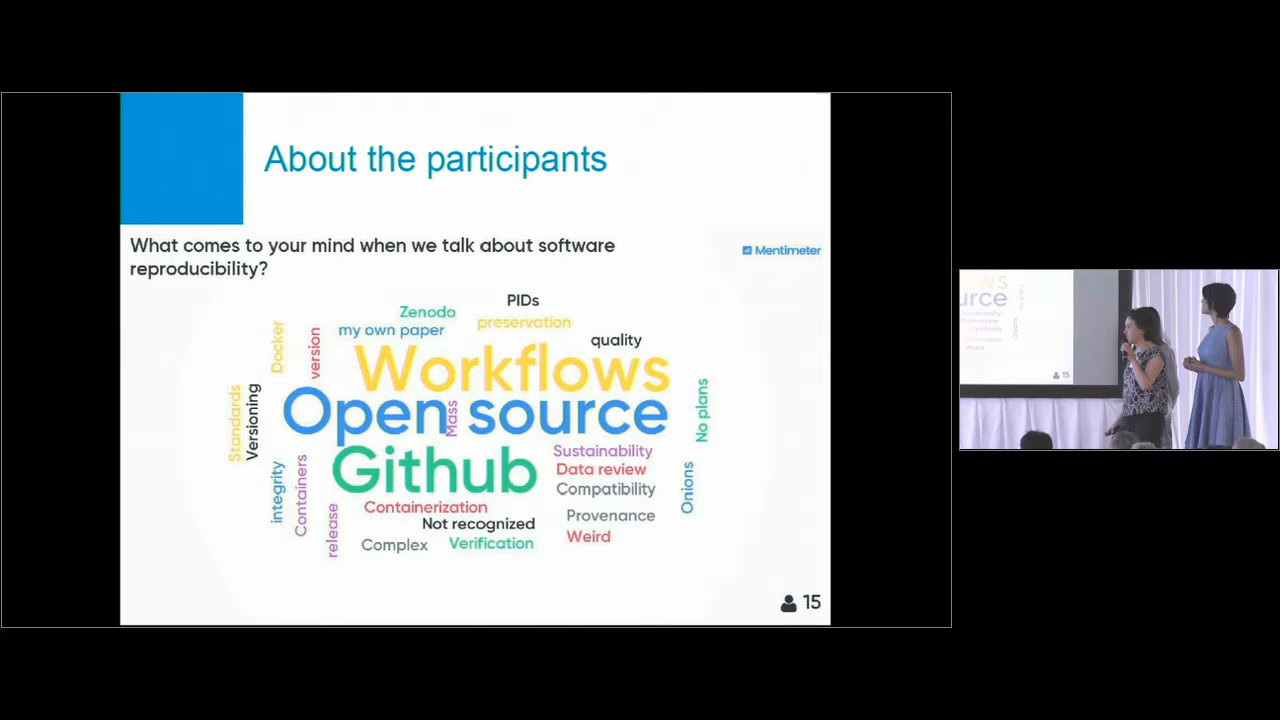 About the participants
What comes to your mind when we talk about software
reproducibility?
Mentimeter
PIDs
Zenodo
preservation
my own paper
quality
Docker
version
Workflows
Standards
Versioning
Open source
Mass
No plans
Github
Sustainability
Data review
Compatibility
Onions
integrity
Containers
release
Containerization
Not recognized
Provenance
Complex
Verification
Weird
15
urce
15